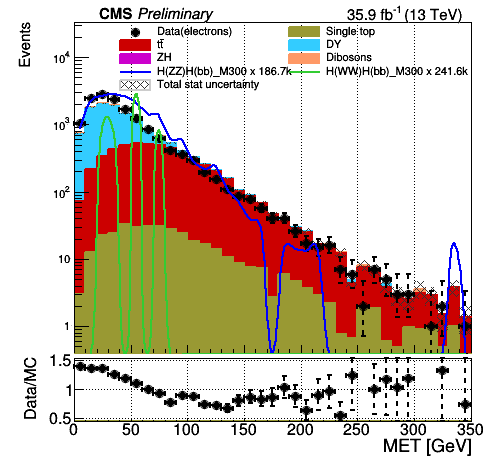 CMS Preliminary 35.9 fb⁻¹ (13 TeV)
Data(electrons) Single top
tt̄ DY
ZH Dibosons
H(ZZ)H(bb)_M300 x 186.7k H(WW)H(bb)_M300 x 241.6k
Total stat uncertainty
Events
10⁴
10³
10²
10
1
Data/MC
1.5
1
0.5
0 50 100 150 200 250 300 350
MET [GeV]